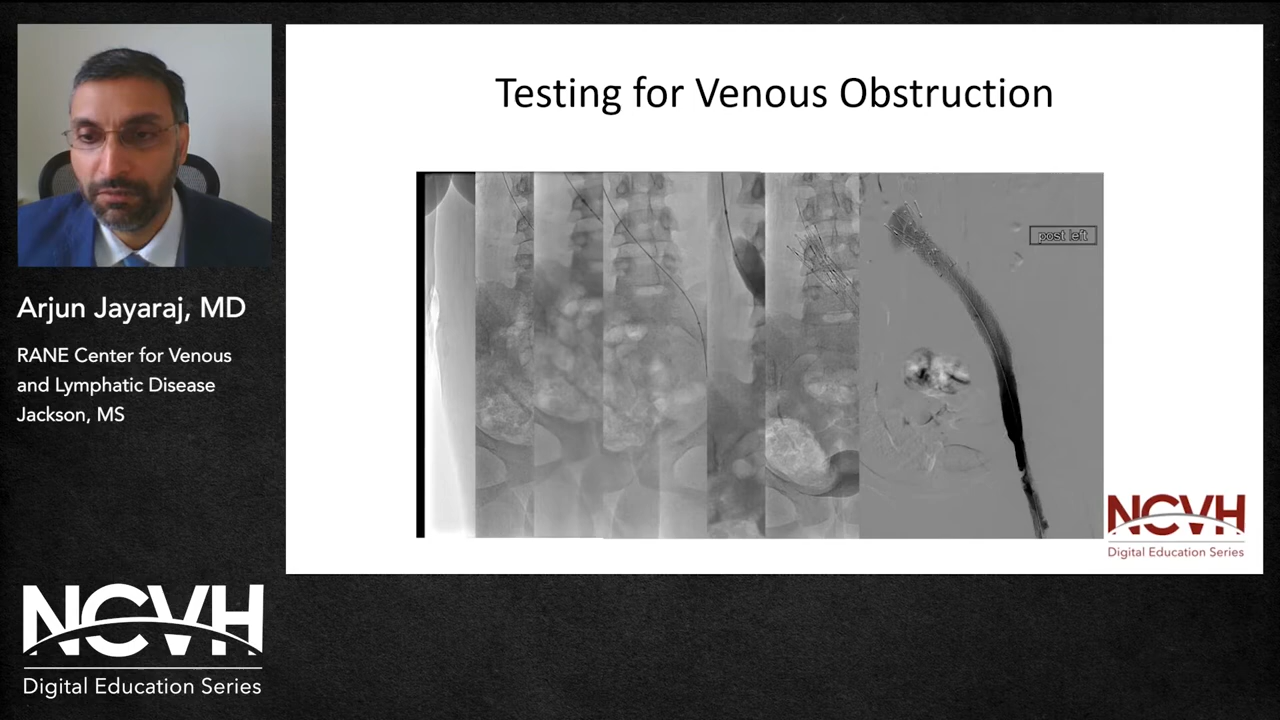 Testing for Venous Obstruction
post left
Arjun Jayaraj, MD
RANE Center for Venous
and Lymphatic Disease
Jackson, MS
NCVH
Digital Education Series
NCVH
Digital Education Series